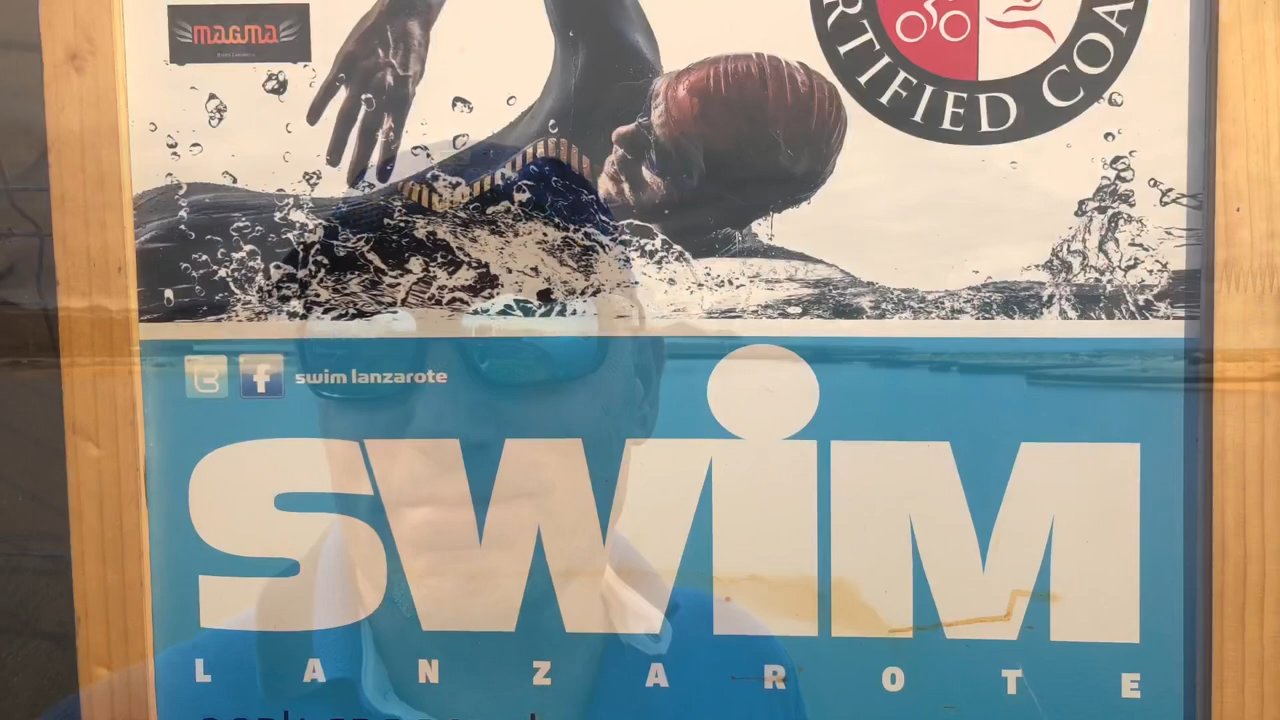 magma
RTIFIED COA
swim lanzarote
SWiM
LANZAROTE